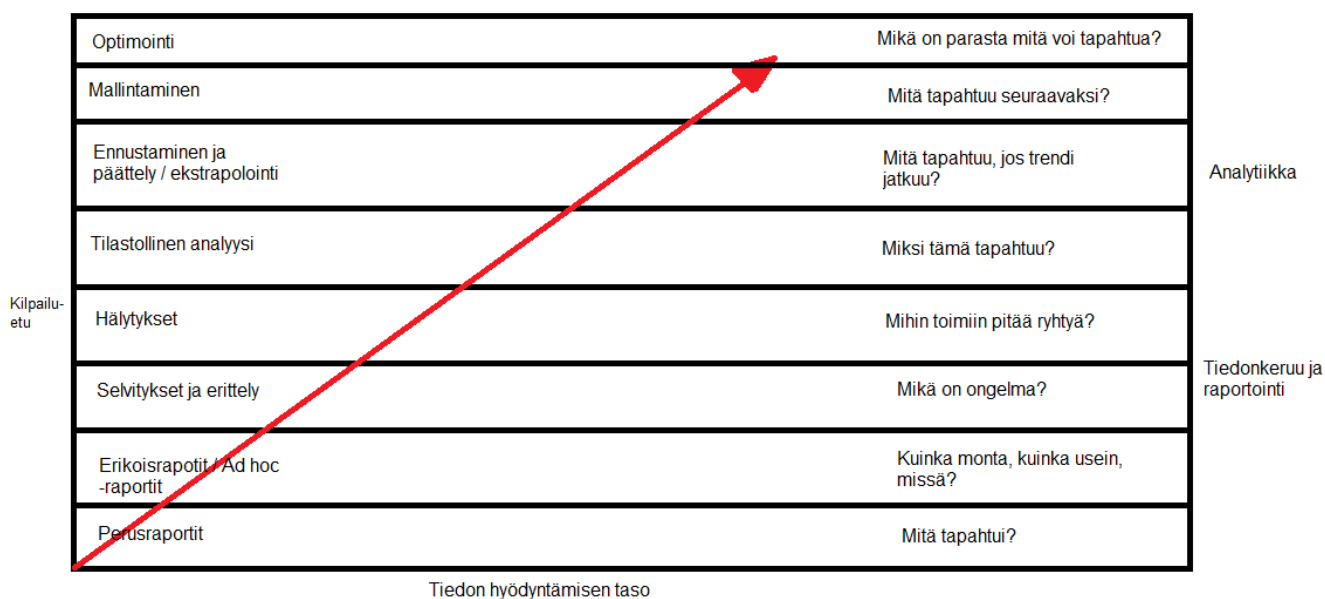 Optimointi
Mikä on parasta mitä voi tapahtua?
Mallintaminen
Mitä tapahtuu seuraavaksi?
Ennustaminen ja
päättely / ekstrapolointi
Mitä tapahtuu, jos trendi
jatkuu?
Analytiikka
Tilastollinen analyysi
Miksi tämä tapahtuu?
Kilpailu-
etu
Hälytykset
Mihin toimiin pitää ryhtyä?
Selvitykset ja erittely
Mikä on ongelma?
Tiedonkeruu ja
raportointi
Erikoisrapotit / Ad hoc
-raportit
Kuinka monta, kuinka usein,
missä?
Perusraportit
Mitä tapahtui?
Tiedon hyödyntämisen taso